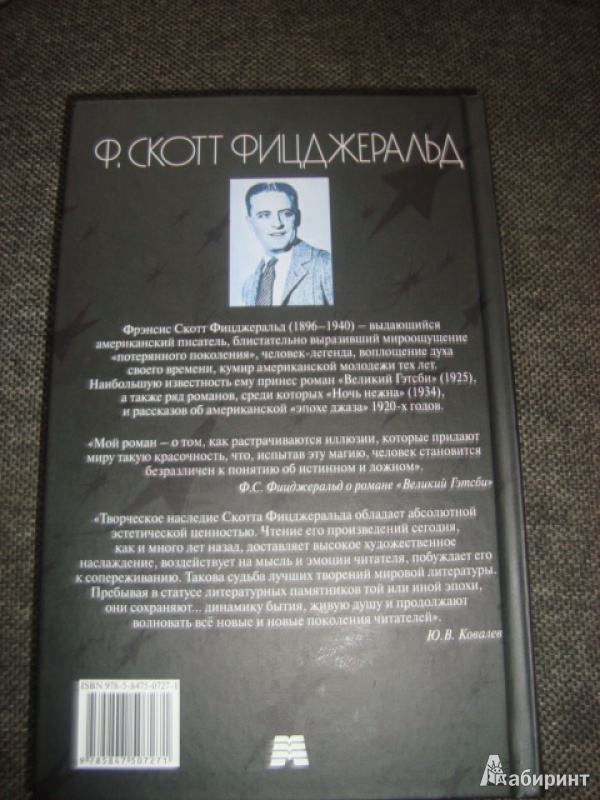 Ф. СКОТТ ФИЦДЖЕРАЛЬД
Фрэнсис Скотт Фицджеральд (1896–1940) – выдающийся
американский писатель, блистательно выразивший мироощущение
«потерянного поколения», человек-легенда, воплощение духа
своего времени, кумир американской молодежи тех лет.
Наибольшую известность ему принес роман «Великий Гэтсби» (1925),
а также ряд романов, среди которых «Ночь нежна» (1934),
и рассказов об американской «эпохе джаза» 1920-х годов.
«Мой роман – о том, как растрачиваются иллюзии, которые придают
миру такую красочность, что, испытав эту магию, человек становится
безразличен к понятию об истинном и ложном».
Ф.С. Фицджеральд о романе «Великий Гэтсби»
«Творческое наследие Скотта Фицджеральда обладает абсолютной
эстетической ценностью. Чтение его произведений сегодня,
как и много лет назад, доставляет высокое художественное
наслаждение, воздействует на мысль и эмоции читателя, побуждает его
к сопереживанию. Такова судьба лучших творений мировой литературы.
Пребывая в статусе литературных памятников той или иной эпохи,
они сохраняют... динамику бытия, живую душу и продолжают
волновать всё новые и новые поколения читателей».
Ю.В. Ковалев
ISBN 978-5-8475-0727-1
9 785847 507271
Лабиринт